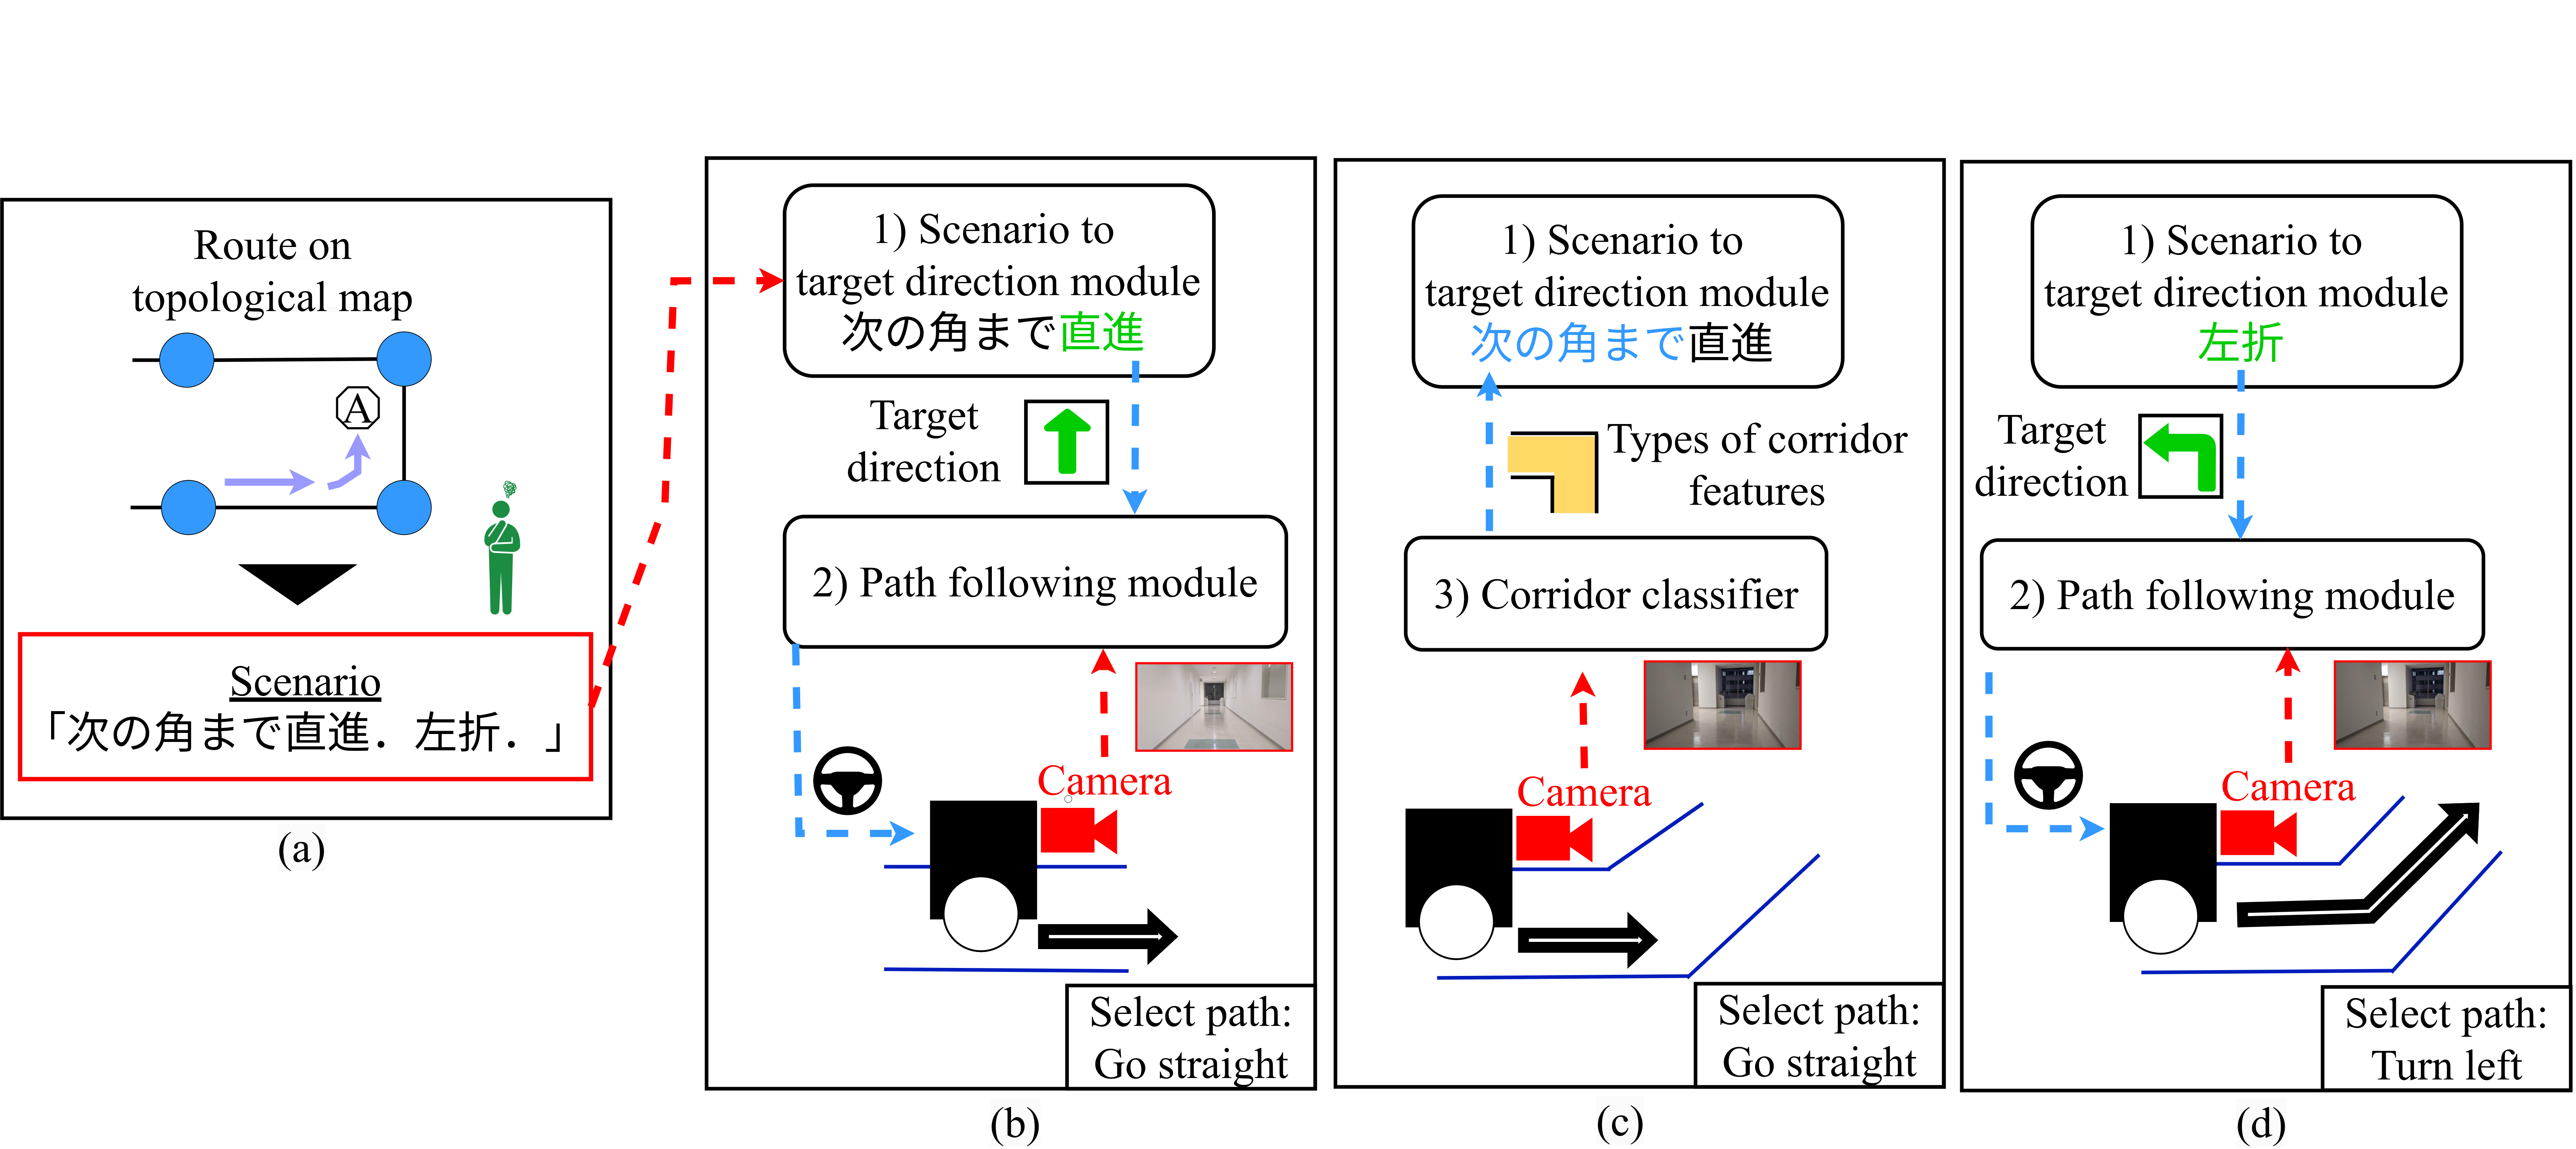 Route on
topological map
A
Scenario
「次の角まで直進．左折．」
(a)
1) Scenario to
target direction module
次の角まで直進
Target
direction
2) Path following module
Camera
Select path:
Go straight
(b)
1) Scenario to
target direction module
次の角まで直進
Types of corridor
features
3) Corridor classifier
Camera
Select path:
Go straight
(c)
1) Scenario to
target direction module
左折
Target
direction
2) Path following module
Camera
Select path:
Turn left
(d)